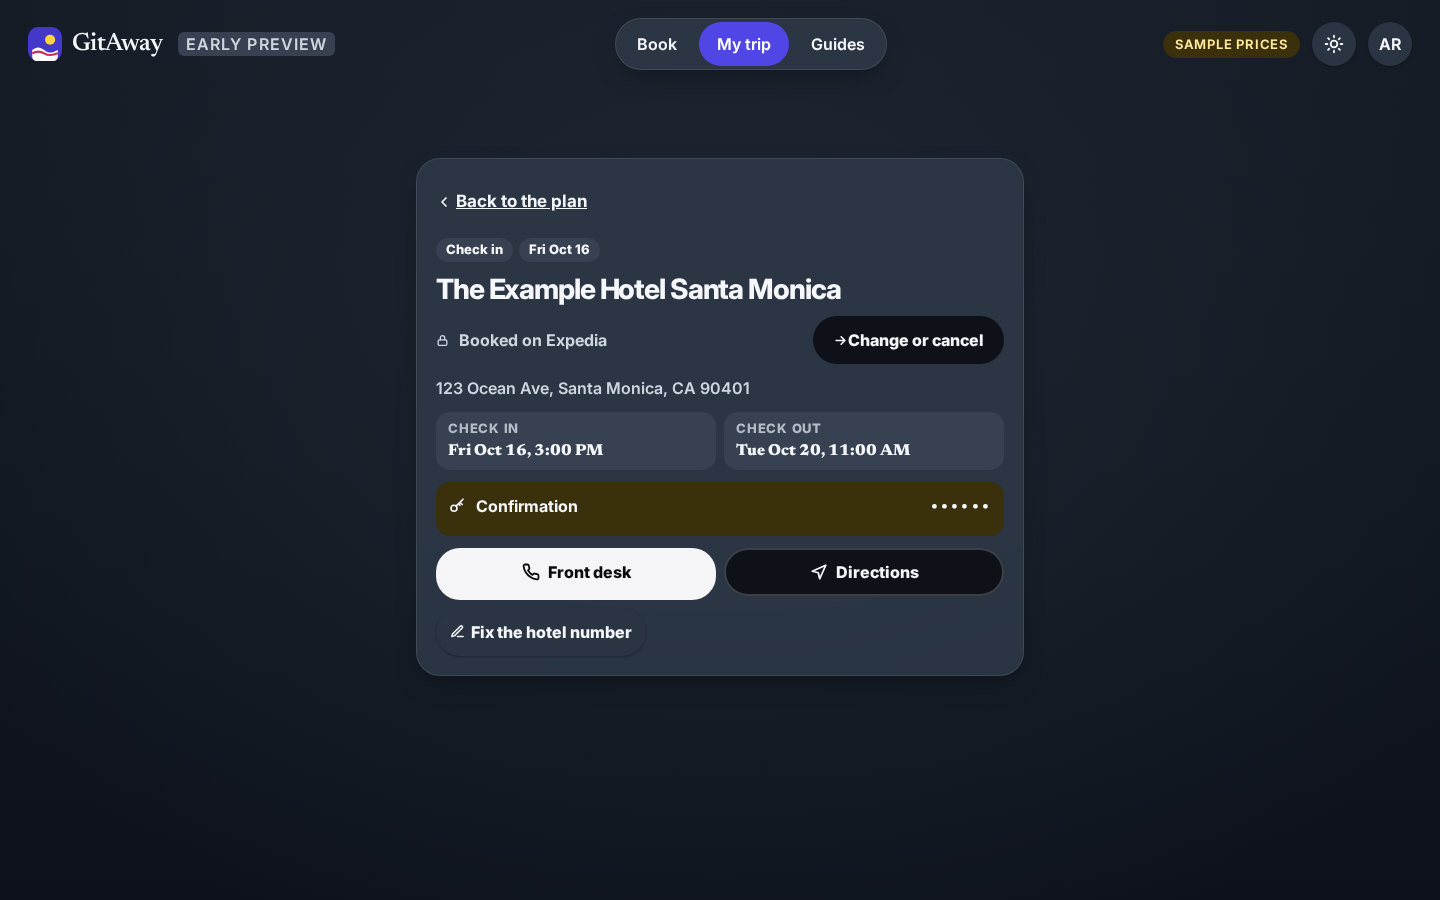 GitAway
EARLY PREVIEW
Book
My trip
Guides
SAMPLE PRICES
AR
Back to the plan
Check in
Fri Oct 16
The Example Hotel Santa Monica
Booked on Expedia
Change or cancel
123 Ocean Ave, Santa Monica, CA 90401
CHECK IN
Fri Oct 16, 3:00 PM
CHECK OUT
Tue Oct 20, 11:00 AM
Confirmation
••••••
Front desk
Directions
Fix the hotel number